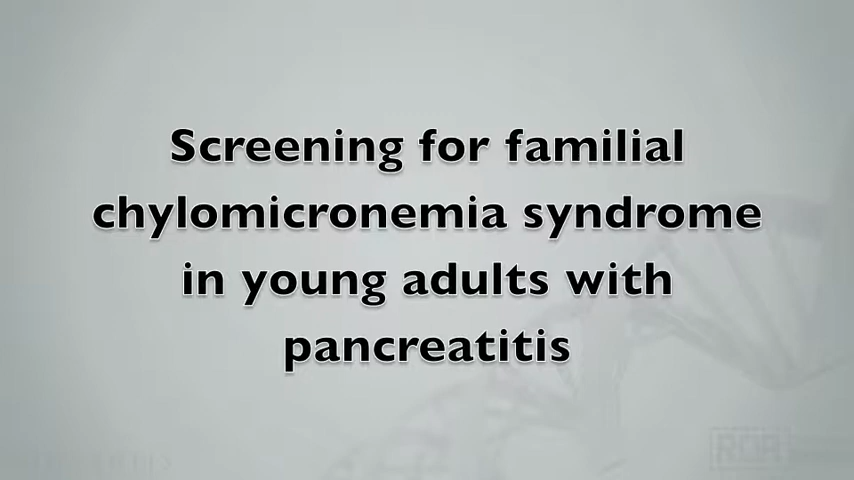 Screening for familial
chylomicronemia syndrome
in young adults with
pancreatitis